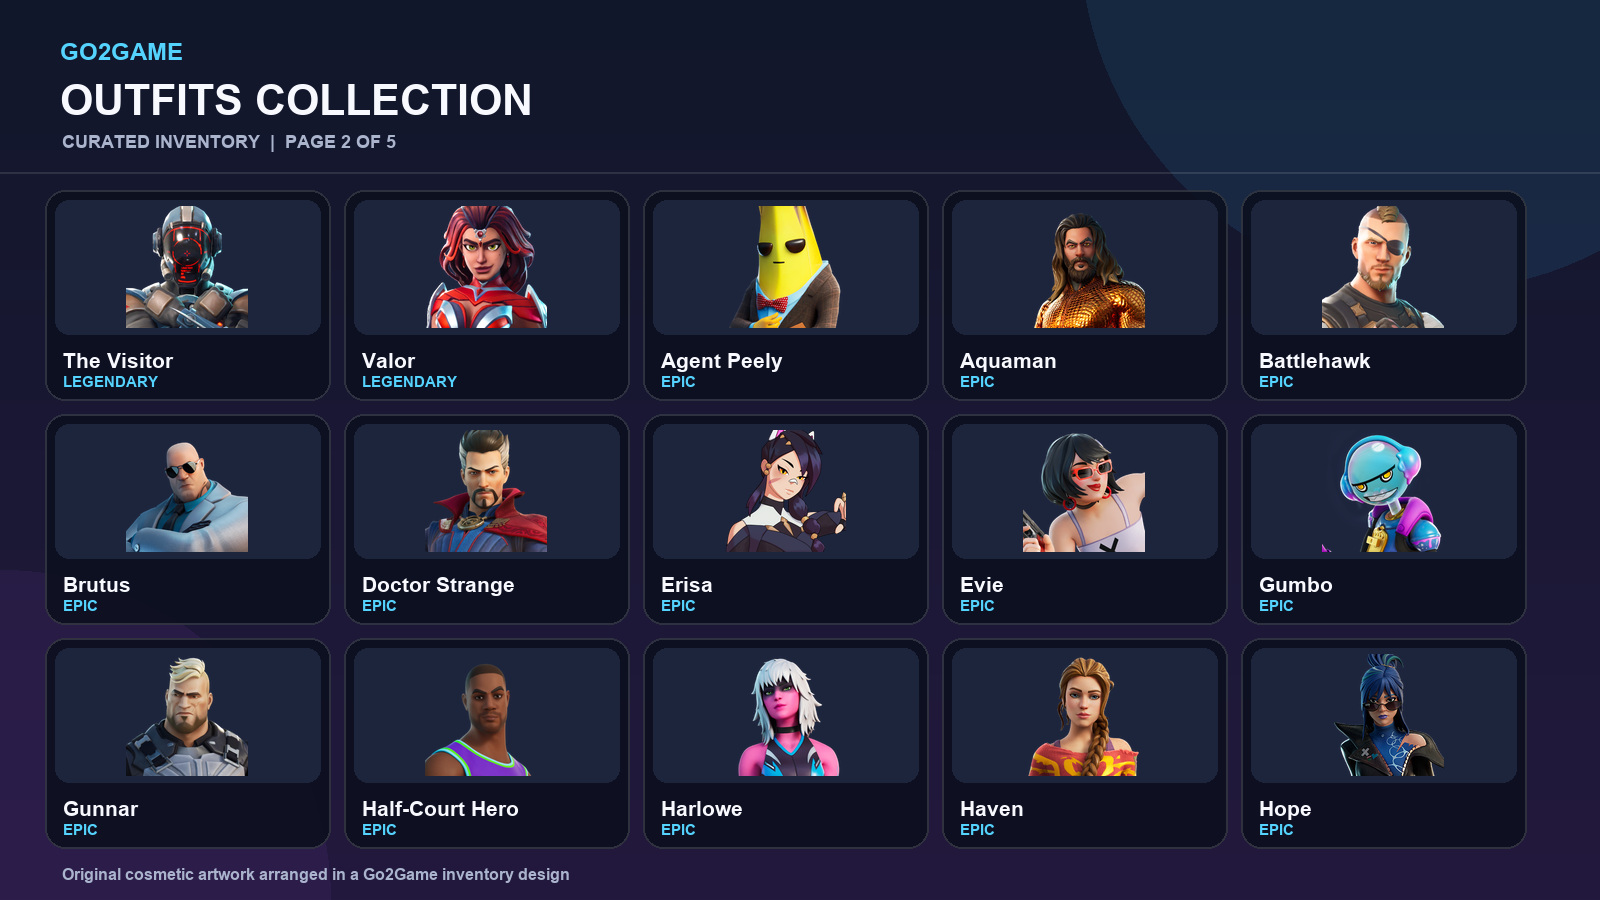 GO2GAME
OUTFITS COLLECTION
CURATED INVENTORY | PAGE 2 OF 5
The Visitor
LEGENDARY
Valor
LEGENDARY
Agent Peely
EPIC
Aquaman
EPIC
Battlehawk
EPIC
Brutus
EPIC
Doctor Strange
EPIC
Erisa
EPIC
Evie
EPIC
Gumbo
EPIC
Gunnar
EPIC
Half-Court Hero
EPIC
Harlowe
EPIC
Haven
EPIC
Hope
EPIC
Original cosmetic artwork arranged in a Go2Game inventory design